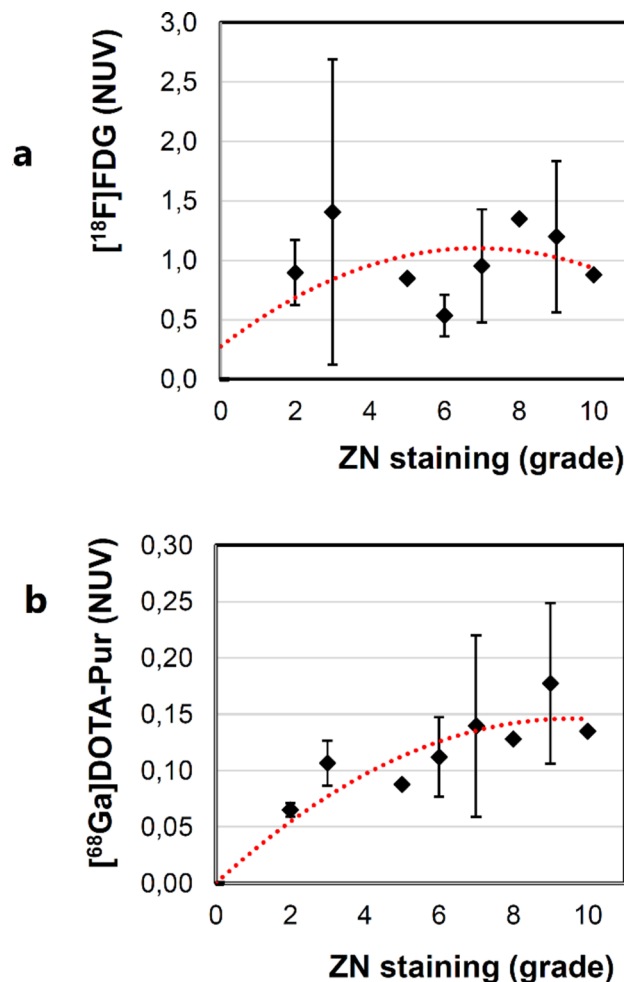 a
[¹⁸F]FDG (NUV)
3,0
2,5
2,0
1,5
1,0
0,5
0,0
0 2 4 6 8 10
ZN staining (grade)
b
[⁶⁸Ga]DOTA-Pur (NUV)
0,30
0,25
0,20
0,15
0,10
0,05
0,00
0 2 4 6 8 10
ZN staining (grade)